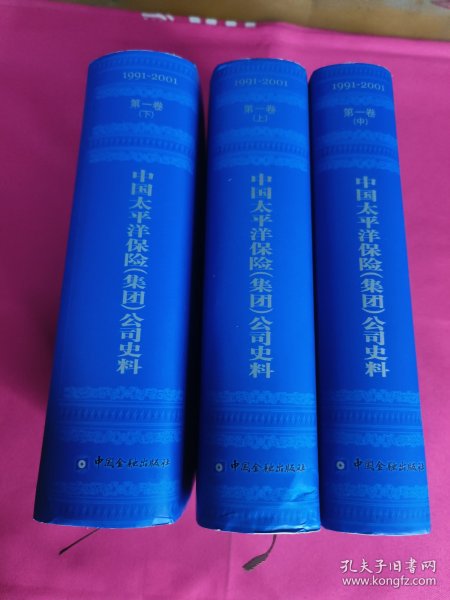 1991-2001
第一卷
(下)
中国太平洋保险(集团)公司史料
中国金融出版社
1991-2001
第一卷
(上)
中国太平洋保险(集团)公司史料
中国金融出版社
1991-2001
第一卷
(中)
中国太平洋保险(集团)公司史料
中国金融出版社
孔夫子旧书网
www.kongfz.com